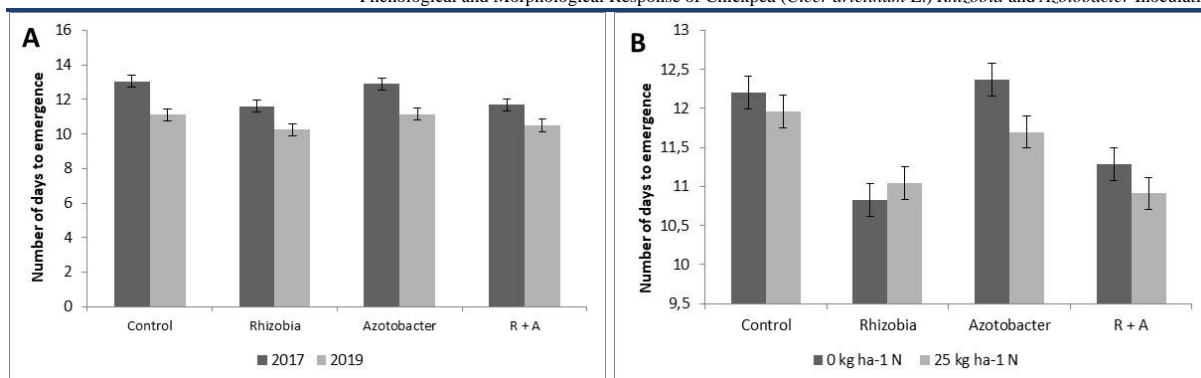 Phenological and Morphological Response of Chickpea (Cicer arietinum L.) Rhizobia and Azotobacter Inoculati
A
Number of days to emergence
16
14
12
10
8
6
4
2
0
Control Rhizobia Azotobacter R + A
2017 2019
B
Number of days to emergence
13
12,5
12
11,5
11
10,5
10
9,5
Control Rhizobia Azotobacter R + A
0 kg ha-1 N 25 kg ha-1 N